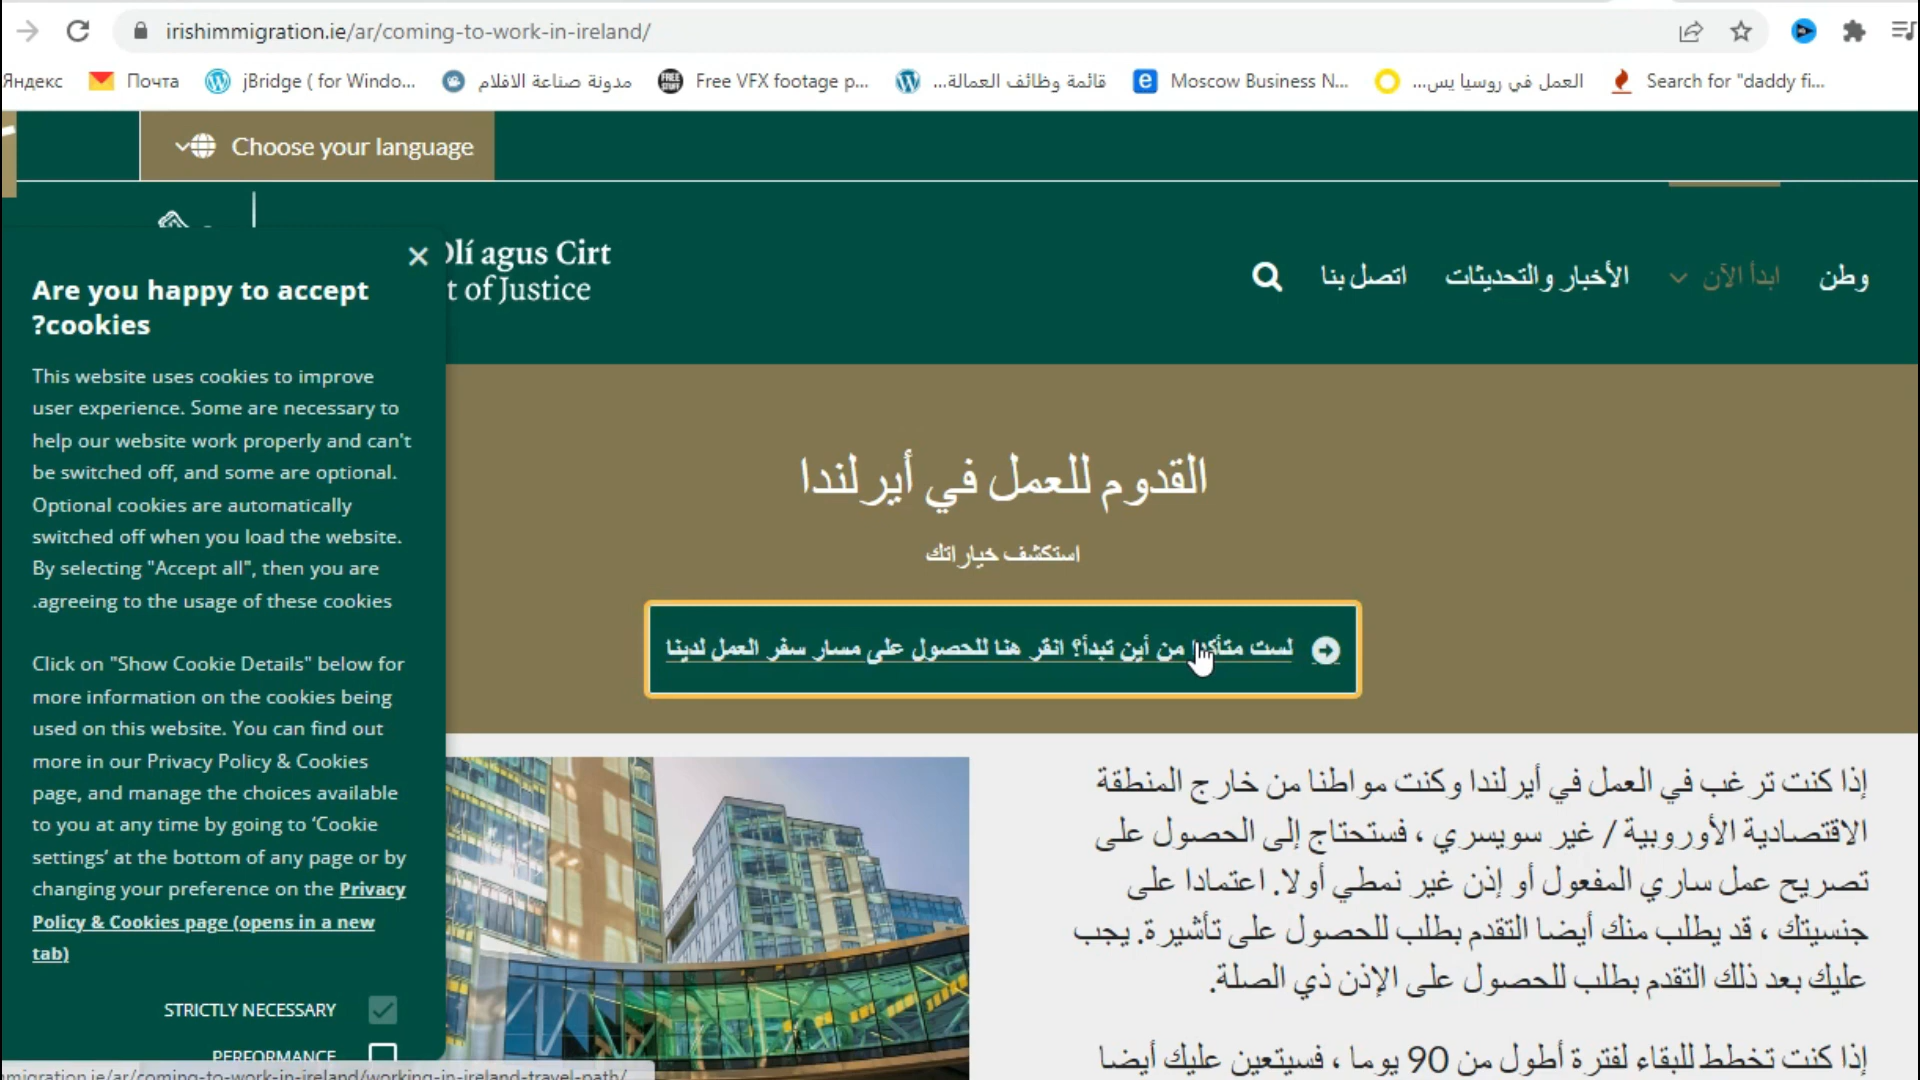 irishimmigration.ie/ar/coming-to-work-in-ireland/
Яндекс
Почта
jBridge ( for Windo...
مدونة صناعة الافلام
Free VFX footage p...
قائمة وظائف العمالة...
Moscow Business N...
العمل في روسيا يس...
Search for "daddy fi...
Choose your language
lí agus Cirt
t of Justice
وطن
ابدأ الآن
الأخبار والتحديثات
اتصل بنا
Are you happy to accept
?cookies
This website uses cookies to improve
user experience. Some are necessary to
help our website work properly and can't
be switched off, and some are optional.
Optional cookies are automatically
switched off when you load the website.
By selecting "Accept all", then you are
.agreeing to the usage of these cookies
Click on "Show Cookie Details" below for
more information on the cookies being
used on this website. You can find out
more in our Privacy Policy & Cookies
page, and manage the choices available
to you at any time by going to ‘Cookie
settings’ at the bottom of any page or by
changing your preference on the Privacy
Policy & Cookies page (opens in a new
tab)
STRICTLY NECESSARY
PERFORMANCE
القدوم للعمل في أيرلندا
استكشف خياراتك
لست متأكدا من أين تبدأ؟ انقر هنا للحصول على مسار سفر العمل لدينا
إذا كنت ترغب في العمل في أيرلندا وكنت مواطنا من خارج المنطقة
الاقتصادية الأوروبية / غير سويسري ، فستحتاج إلى الحصول على
تصريح عمل ساري المفعول أو إذن غير نمطي أولا. اعتمادا على
جنسيتك ، قد يطلب منك أيضا التقدم بطلب للحصول على تأشيرة. يجب
عليك بعد ذلك التقدم بطلب للحصول على الإذن ذي الصلة.
إذا كنت تخطط للبقاء لفترة أطول من 90 يوما ، فسيتعين عليك أيضا
migration.ie/ar/coming-to-work-in-ireland/working-in-ireland-travel-path/